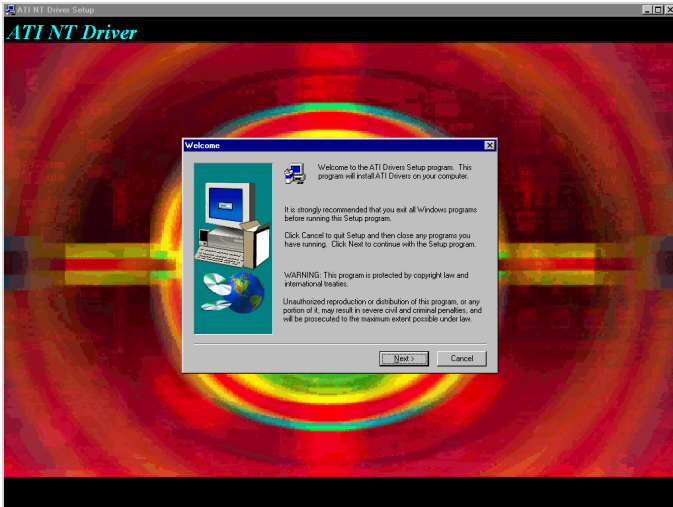 ATI NT Driver Setup
ATI NT Driver
Welcome
Welcome to the ATI Drivers Setup program. This
program will install ATI Drivers on your computer.
It is strongly recommended that you exit all Windows programs
before running this Setup program.
Click Cancel to quit Setup and then close any programs you
have running. Click Next to continue with the Setup program.
WARNING: This program is protected by copyright law and
international treaties.
Unauthorized reproduction or distribution of this program, or any
portion of it, may result in severe civil and criminal penalties, and
will be prosecuted to the maximum extent possible under law.
Next >
Cancel